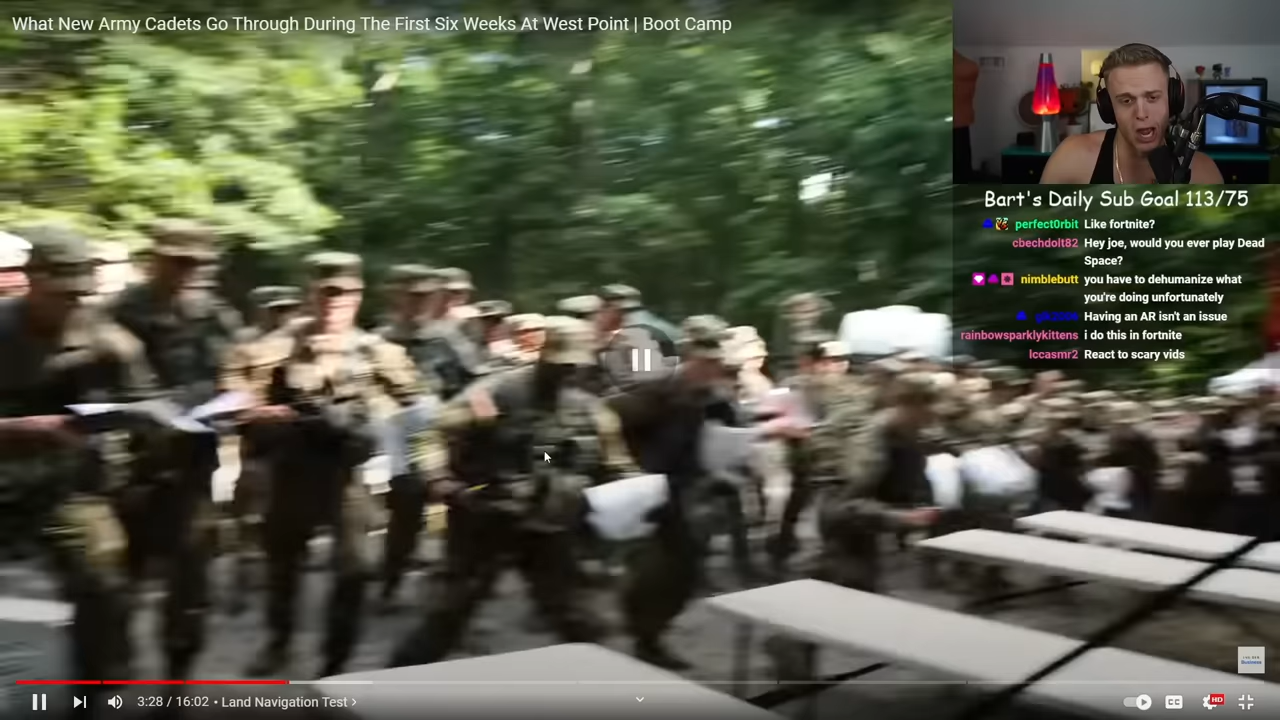 What New Army Cadets Go Through During The First Six Weeks At West Point | Boot Camp
Bart's Daily Sub Goal 113/75
perfect0rbit Like fortnite?
cbechdolt82 Hey joe, would you ever play Dead
Space?
nimblebutt you have to dehumanize what
you're doing unfortunately
Having an AR isn't an issue
rainbowsparklykittens i do this in fortnite
lccasmr2 React to scary vids
3:28 / 16:02 • Land Navigation Test >
CC
HD